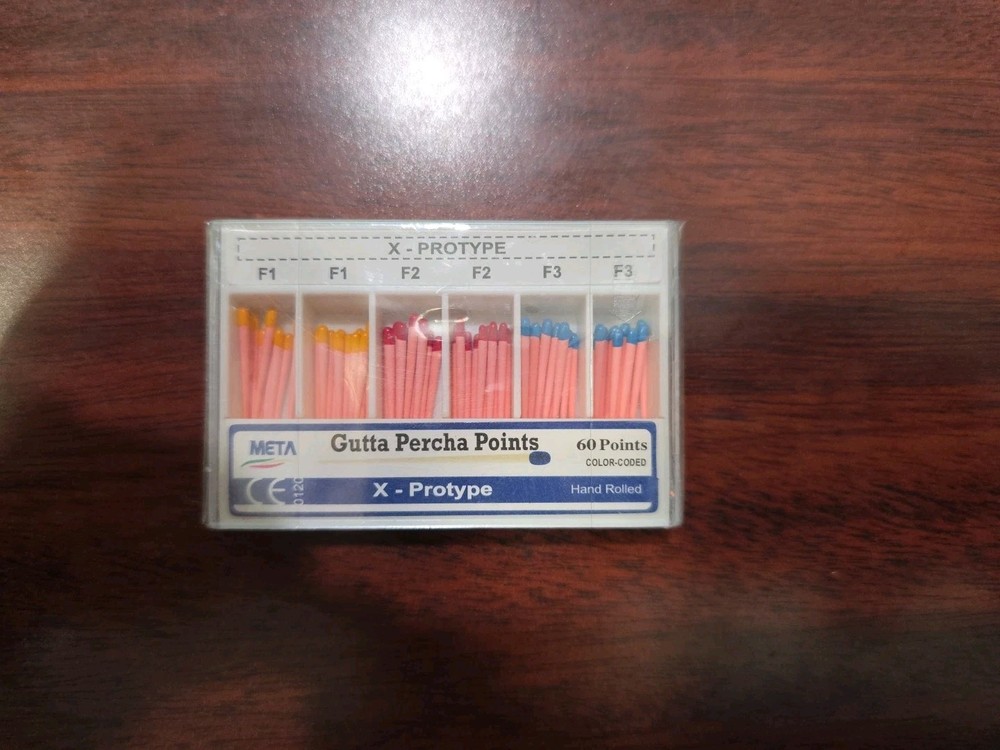 X - PROTYPE
F1 F1 F2 F2 F3 F3
META Gutta Percha Points 60 Points
COLOR-CODED
CE 0120 X - Protype Hand Rolled